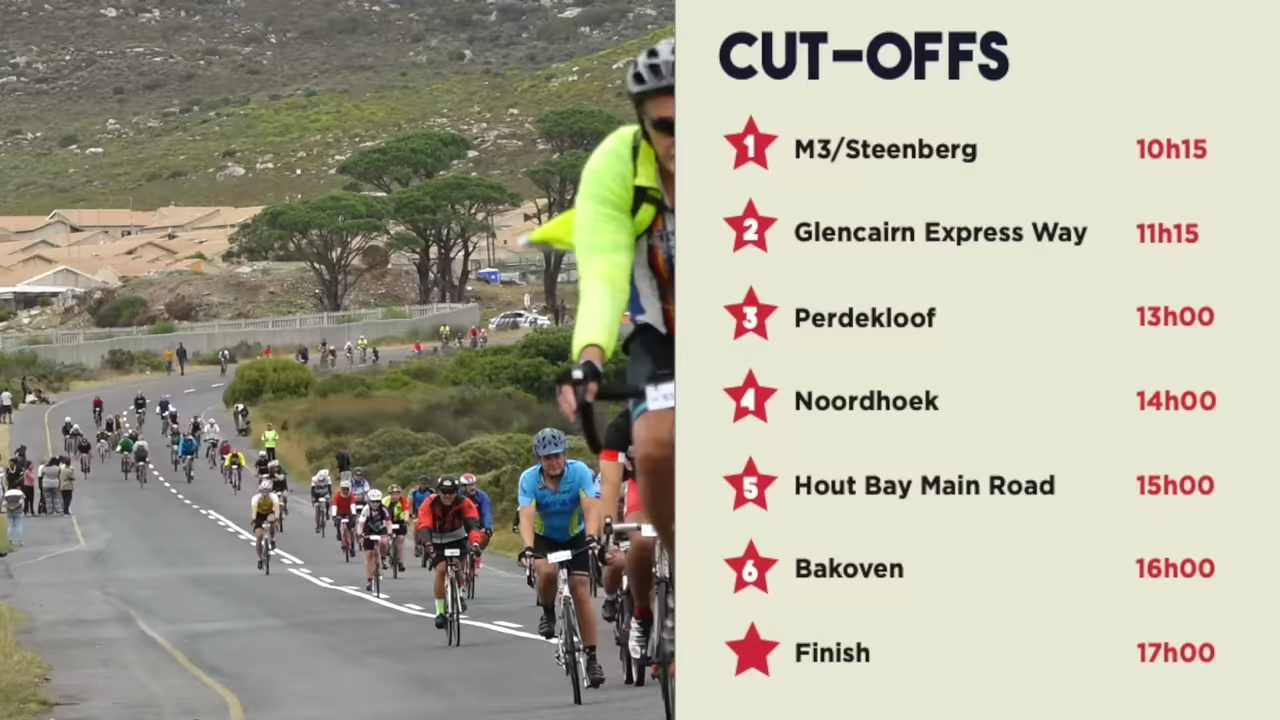 CUT-OFFS
1 M3/Steenberg 10h15
2 Glencairn Express Way 11h15
3 Perdekloof 13h00
4 Noordhoek 14h00
5 Hout Bay Main Road 15h00
6 Bakoven 16h00
Finish 17h00